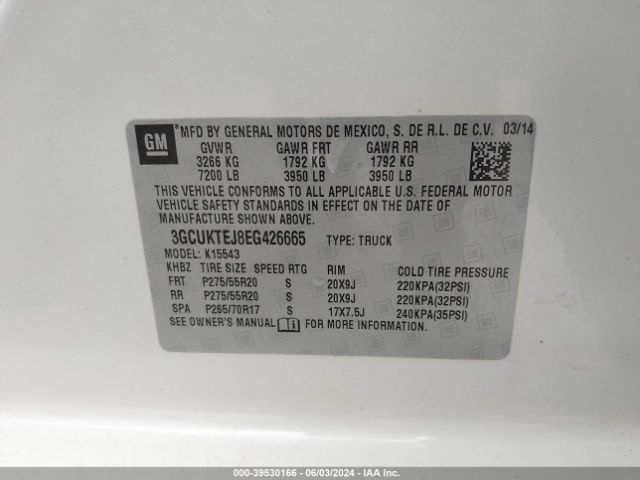 GM ®MFD BY GENERAL MOTORS DE MEXICO, S. DE R.L. DE C.V. 03/14
GVWR GAWR FRT GAWR RR
3266 KG 1792 KG 1792 KG
7200 LB 3950 LB 3950 LB
THIS VEHICLE CONFORMS TO ALL APPLICABLE U.S. FEDERAL MOTOR
VEHICLE SAFETY STANDARDS IN EFFECT ON THE DATE OF
MANUFACTURE SHOWN ABOVE.
3GCUKTEJ8EG426665 TYPE: TRUCK
MODEL: K15543
KHBZ TIRE SIZE SPEED RTG RIM COLD TIRE PRESSURE
FRT P275/55R20 S 20X9J 220KPA(32PSI)
RR P275/55R20 S 20X9J 220KPA(32PSI)
SPA P265/70R17 S 17X7.5J 240KPA(35PSI)
SEE OWNER'S MANUAL FOR MORE INFORMATION.
000-39530166 - 06/03/2024 - IAA Inc.